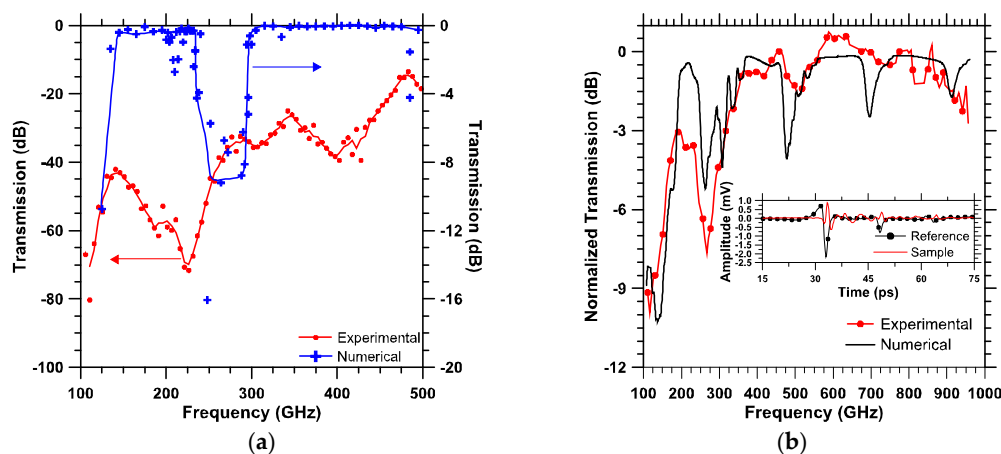 0
-20
-40
-60
-80
-100
Transmission (dB)
0
-4
-8
-12
-16
-20
Transmission (dB)
Experimental
Numerical
100
200
300
400
500
Frequency (GHz)
(a)
0
-3
-6
-9
-12
Normalized Transmission (dB)
1.0
0.5
0.0
-0.5
-1.0
-1.5
-2.0
-2.5
Amplitude (mV)
Reference
Sample
15
30
45
60
75
Time (ps)
Experimental
Numerical
100 200 300 400 500 600 700 800 900 1000
Frequency (GHz)
(b)